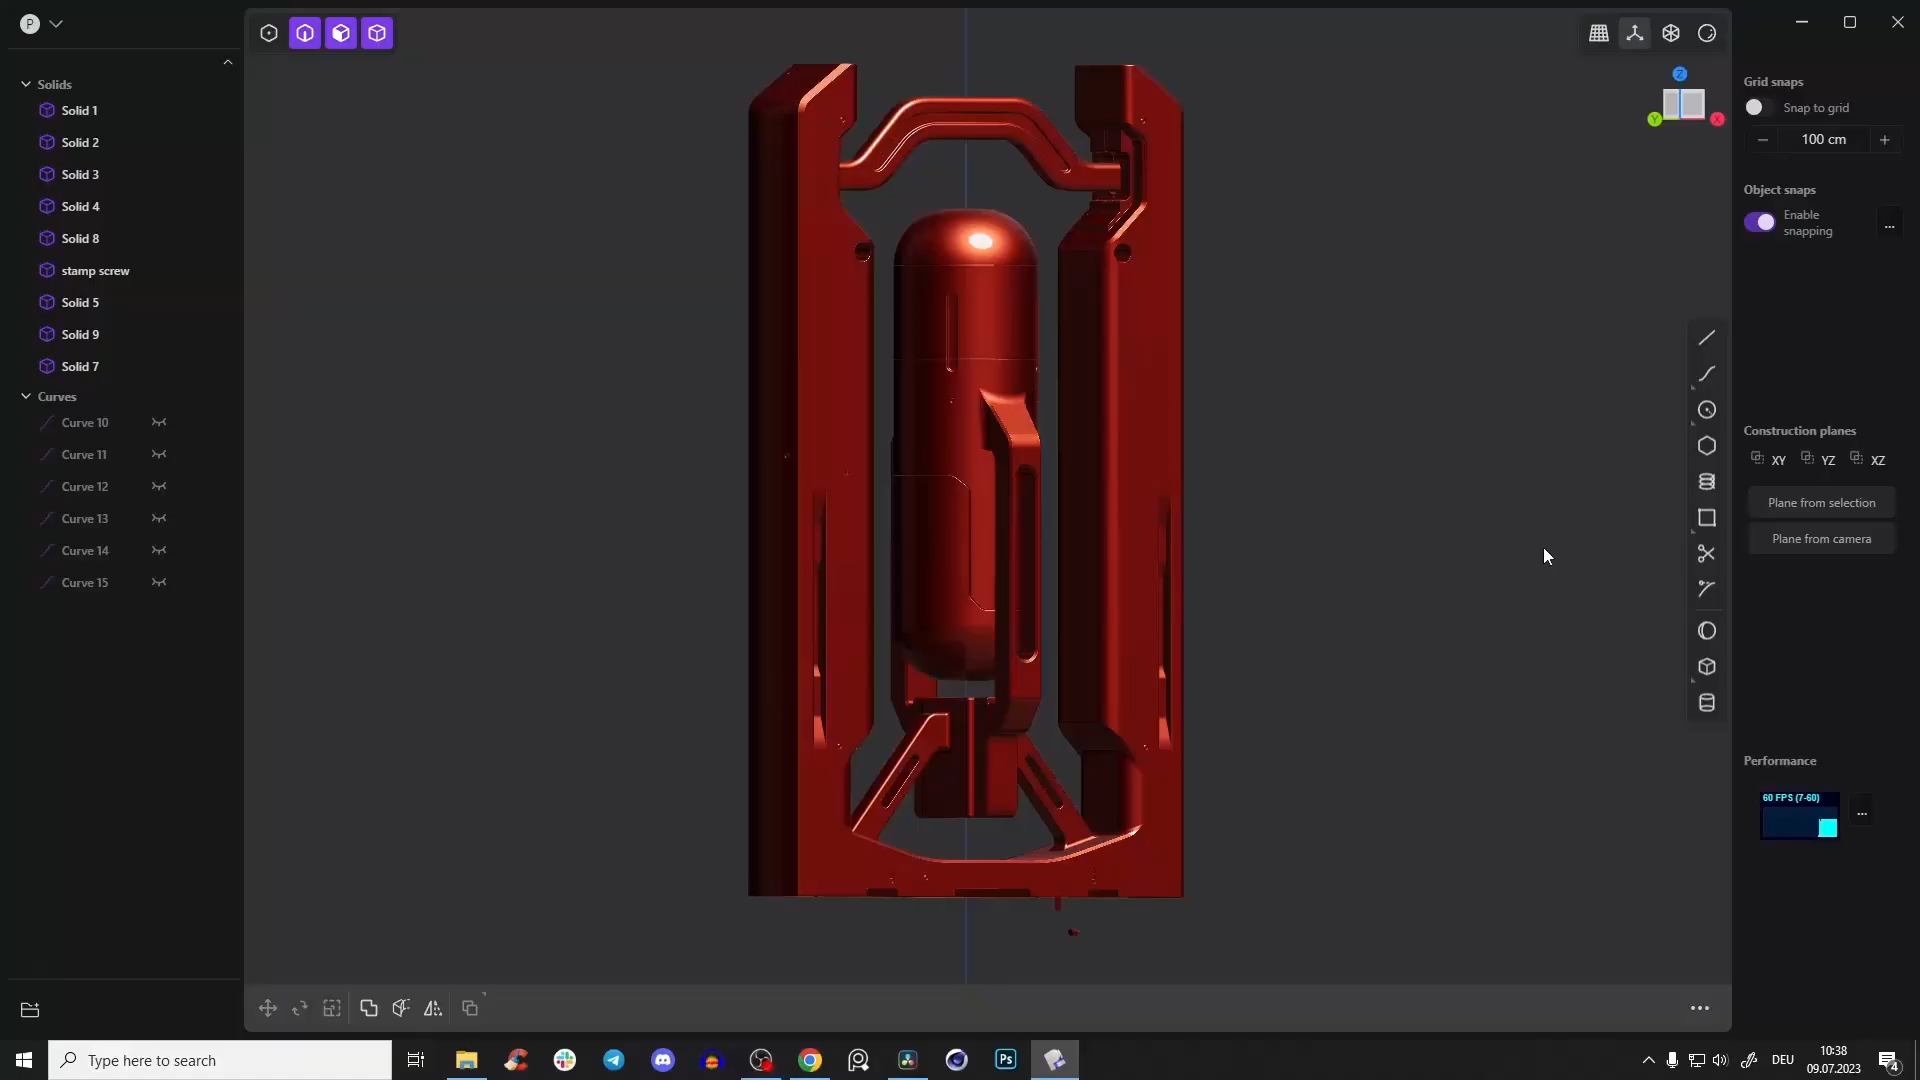 P
Solids
Solid 1
Solid 2
Solid 3
Solid 4
Solid 8
stamp screw
Solid 5
Solid 9
Solid 7
Curves
Curve 10
Curve 11
Curve 12
Curve 13
Curve 14
Curve 15
Z
Y
X
Grid snaps
Snap to grid
100 cm
Object snaps
Enable
snapping
...
Construction planes
XY YZ XZ
Plane from selection
Plane from camera
Performance
60 FPS (7-60)
...
Type here to search
Ps
DEU
10:38
09.07.2023
4